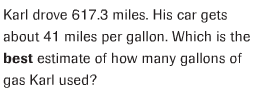 Karl drove 617.3 miles. His car gets
about 41 miles per gallon. Which is the
best estimate of how many gallons of
gas Karl used?